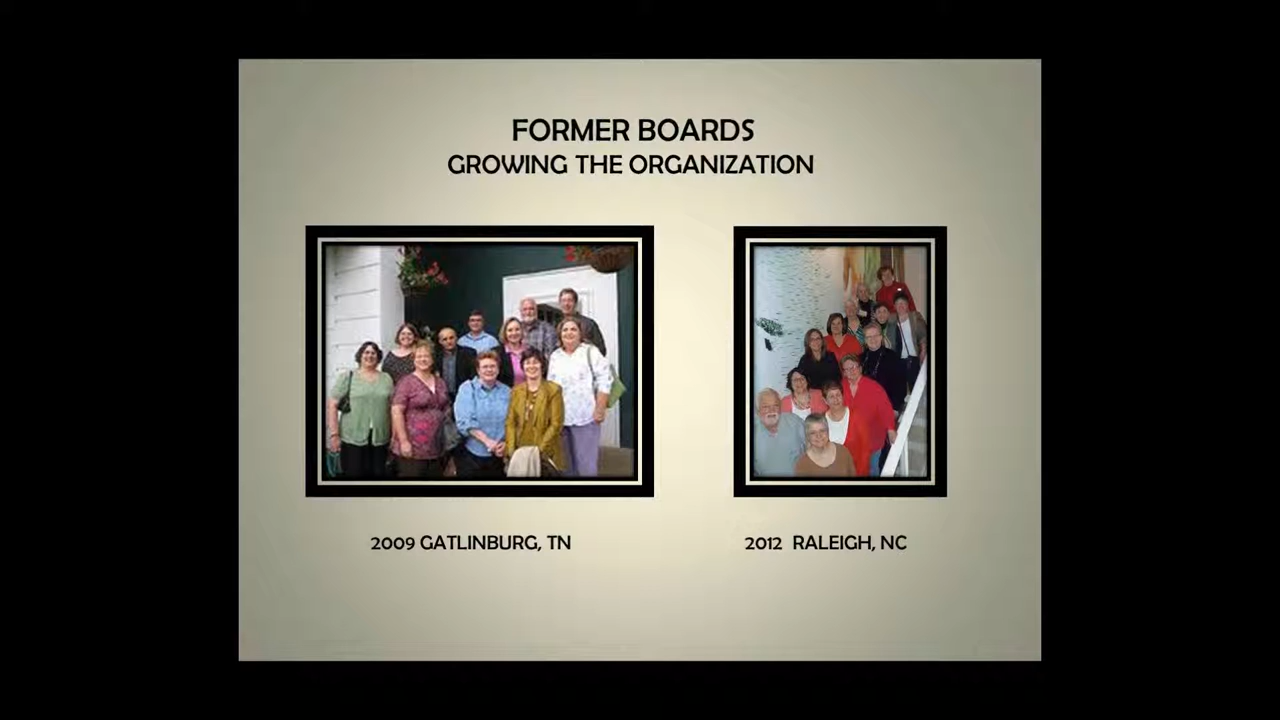 FORMER BOARDS
GROWING THE ORGANIZATION
2009 GATLINBURG, TN
2012 RALEIGH, NC